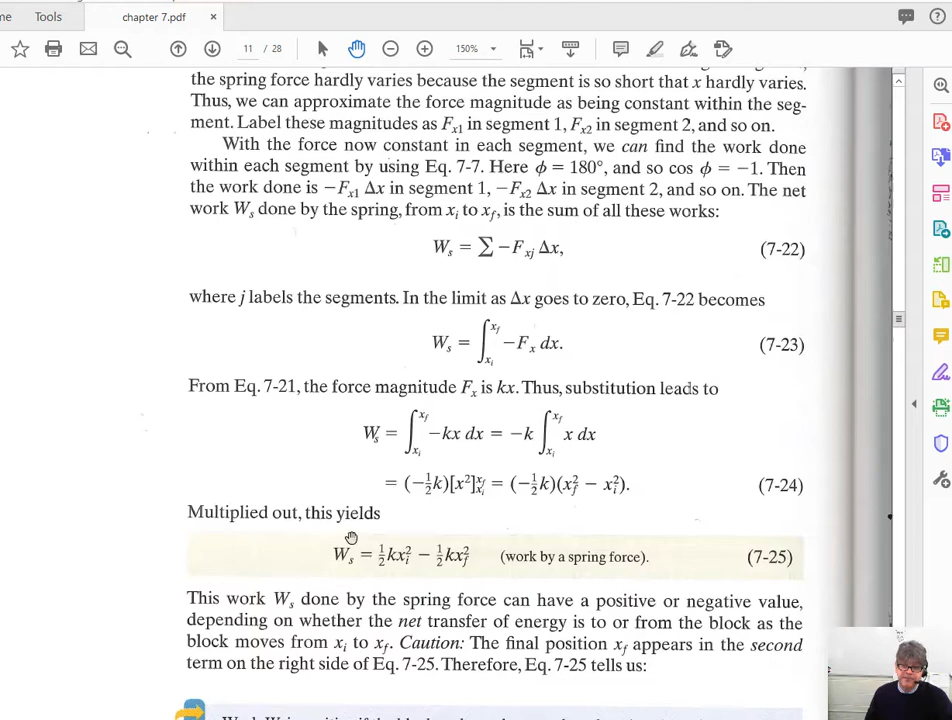 me Tools chapter 7.pdf ×
11 / 28 150%
the spring force hardly varies because the segment is so short that x hardly varies.
Thus, we can approximate the force magnitude as being constant within the seg-
ment. Label these magnitudes as Fx1 in segment 1, Fx2 in segment 2, and so on.
With the force now constant in each segment, we can find the work done
within each segment by using Eq. 7-7. Here ϕ = 180°, and so cos ϕ = −1. Then
the work done is −Fx1 Δx in segment 1, −Fx2 Δx in segment 2, and so on. The net
work Ws done by the spring, from xi to xf, is the sum of all these works:
Ws = ∑ −Fxj Δx, (7-22)
where j labels the segments. In the limit as Δx goes to zero, Eq. 7-22 becomes
Ws = ∫xi^xf −Fx dx. (7-23)
From Eq. 7-21, the force magnitude Fx is kx. Thus, substitution leads to
Ws = ∫xi^xf −kx dx = −k ∫xi^xf x dx
= (−½k)[x²]xi^xf = (−½k)(xf² − xi²). (7-24)
Multiplied out, this yields
Ws = ½kxi² − ½kxf² (work by a spring force). (7-25)
This work Ws done by the spring force can have a positive or negative value,
depending on whether the net transfer of energy is to or from the block as the
block moves from xi to xf. Caution: The final position xf appears in the second
term on the right side of Eq. 7-25. Therefore, Eq. 7-25 tells us: